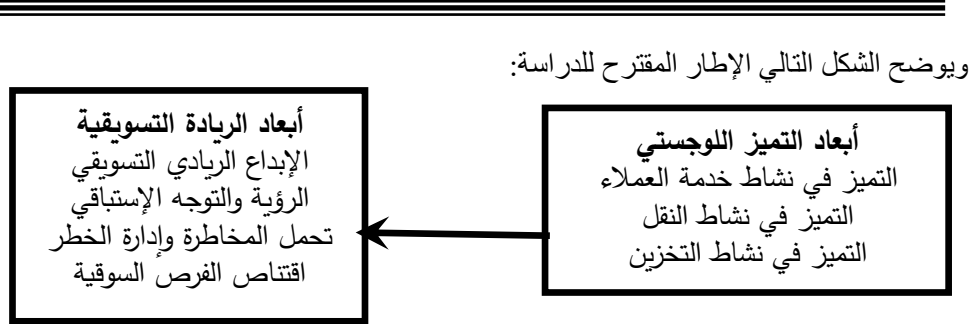 ويوضح الشكل التالي الإطار المقترح للدراسة:
أبعاد التميز اللوجستي
التميز في نشاط خدمة العملاء
التميز في نشاط النقل
التميز في نشاط التخزين
أبعاد الريادة التسويقية
الإبداع الريادي التسويقي
الرؤية والتوجه الإستباقي
تحمل المخاطرة وإدارة الخطر
اقتناص الفرص السوقية